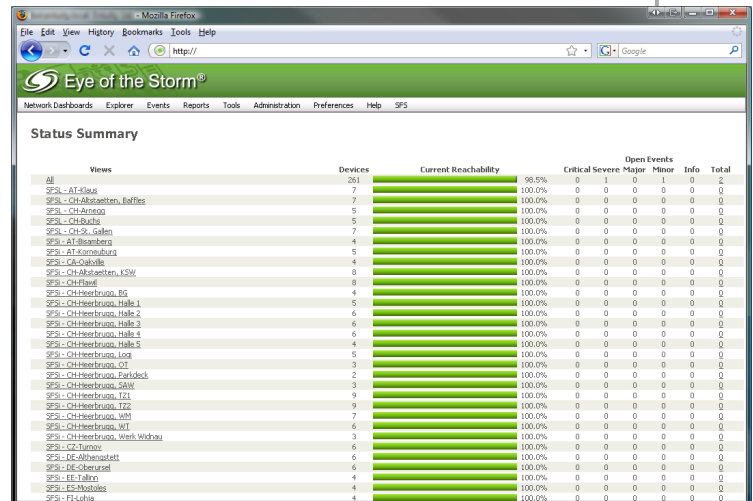 - Mozilla Firefox
File Edit View History Bookmarks Tools Help
http://
G Google
Eye of the Storm®
Network Dashboards Explorer Events Reports Tools Administration Preferences Help SFS
Status Summary
Open Events
Views Devices Current Reachability Critical Severe Major Minor Info Total
All 261 98.5% 0 1 0 1 0 2
SFSL - AT-Klaus 7 100.0% 0 0 0 0 0 0
SFSL - CH-Altstaetten, Baffles 7 100.0% 0 0 0 0 0 0
SFSL - CH-Arnegg 5 100.0% 0 0 0 0 0 0
SFSL - CH-Buchs 5 100.0% 0 0 0 0 0 0
SFSL - CH-St. Gallen 7 100.0% 0 0 0 0 0 0
SFSi - AT-Bisamberg 4 100.0% 0 0 0 0 0 0
SFSi - AT-Korneuburg 5 100.0% 0 0 0 0 0 0
SFSi - CA-Oakville 4 100.0% 0 0 0 0 0 0
SFSi - CH-Altstaetten, KSW 8 100.0% 0 0 0 0 0 0
SFSi - CH-Flawil 8 100.0% 0 0 0 0 0 0
SFSi - CH-Heerbrugg, BG 4 100.0% 0 0 0 0 0 0
SFSi - CH-Heerbrugg, Halle 1 5 100.0% 0 0 0 0 0 0
SFSi - CH-Heerbrugg, Halle 2 6 100.0% 0 0 0 0 0 0
SFSi - CH-Heerbrugg, Halle 3 6 100.0% 0 0 0 0 0 0
SFSi - CH-Heerbrugg, Halle 4 6 100.0% 0 0 0 0 0 0
SFSi - CH-Heerbrugg, Halle 5 4 100.0% 0 0 0 0 0 0
SFSi - CH-Heerbrugg, Logi 5 100.0% 0 0 0 0 0 0
SFSi - CH-Heerbrugg, OT 3 100.0% 0 0 0 0 0 0
SFSi - CH-Heerbrugg, Parkdeck 2 100.0% 0 0 0 0 0 0
SFSi - CH-Heerbrugg, SAW 3 100.0% 0 0 0 0 0 0
SFSi - CH-Heerbrugg, TZ1 9 100.0% 0 0 0 0 0 0
SFSi - CH-Heerbrugg, TZ2 9 100.0% 0 0 0 0 0 0
SFSi - CH-Heerbrugg, WM 7 100.0% 0 0 0 0 0 0
SFSi - CH-Heerbrugg, WT 6 100.0% 0 0 0 0 0 0
SFSi - CH-Heerbrugg, Werk Widnau 3 100.0% 0 0 0 0 0 0
SFSi - CZ-Turnov 6 100.0% 0 0 0 0 0 0
SFSi - DE-Althengstett 6 100.0% 0 0 0 0 0 0
SFSi - DE-Oberursel 6 100.0% 0 0 0 0 0 0
SFSi - EE-Tallinn 4 100.0% 0 0 0 0 0 0
SFSi - ES-Mostoles 4 100.0% 0 0 0 0 0 0
SFSi - FI-Lohja 4 100.0% 0 0 0 0 0 0